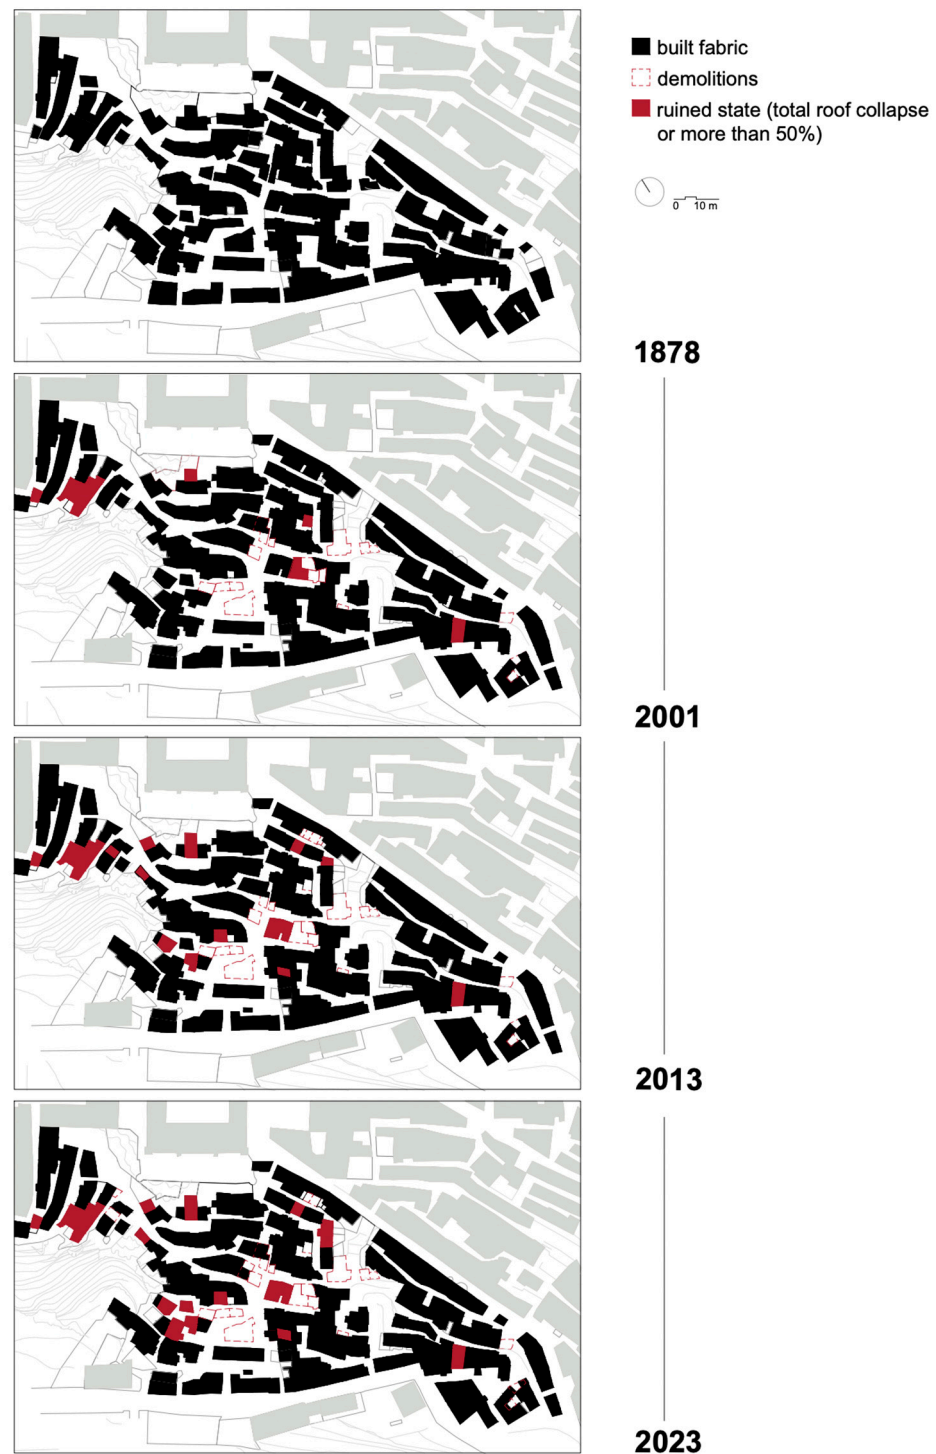 built fabric
demolitions
ruined state (total roof collapse
or more than 50%)
0 10 m
1878
2001
2013
2023